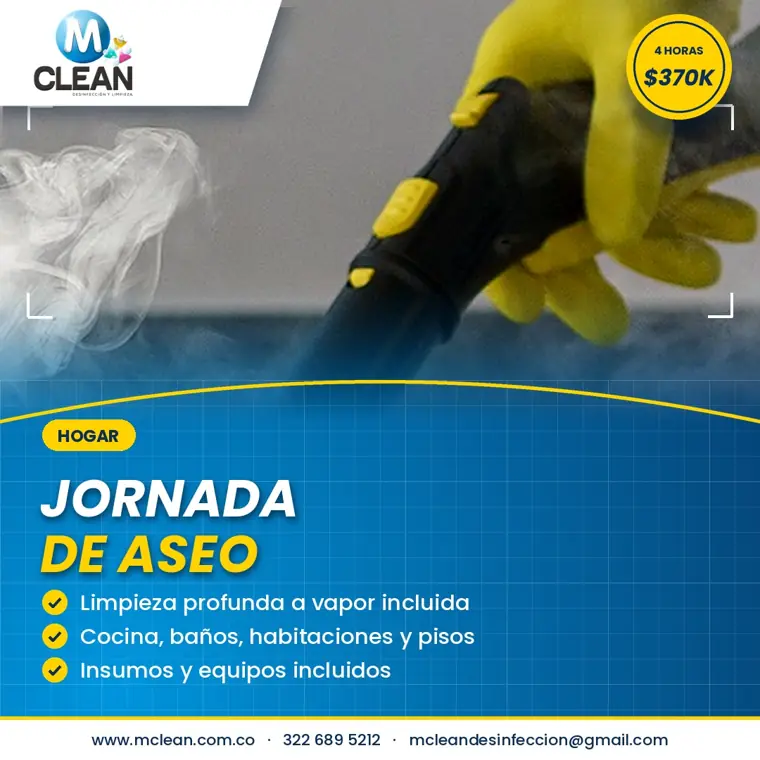 M
CLEAN
DESINFECCIÓN Y LIMPIEZA
4 HORAS
$370K
HOGAR
JORNADA
DE ASEO
Limpieza profunda a vapor incluida
Cocina, baños, habitaciones y pisos
Insumos y equipos incluidos
www.mclean.com.co · 322 689 5212 · mcleandesinfeccion@gmail.com